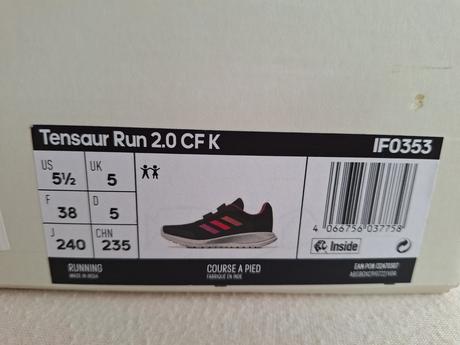 Tensaur Run 2.0 CF K IF0353
US 5½ UK 5
F 38 D 5
J 240 CHN 235
4 066756 037758
Inside
RUNNING
MADE IN INDIA
COURSE A PIED
FABRIQUE EN INDE